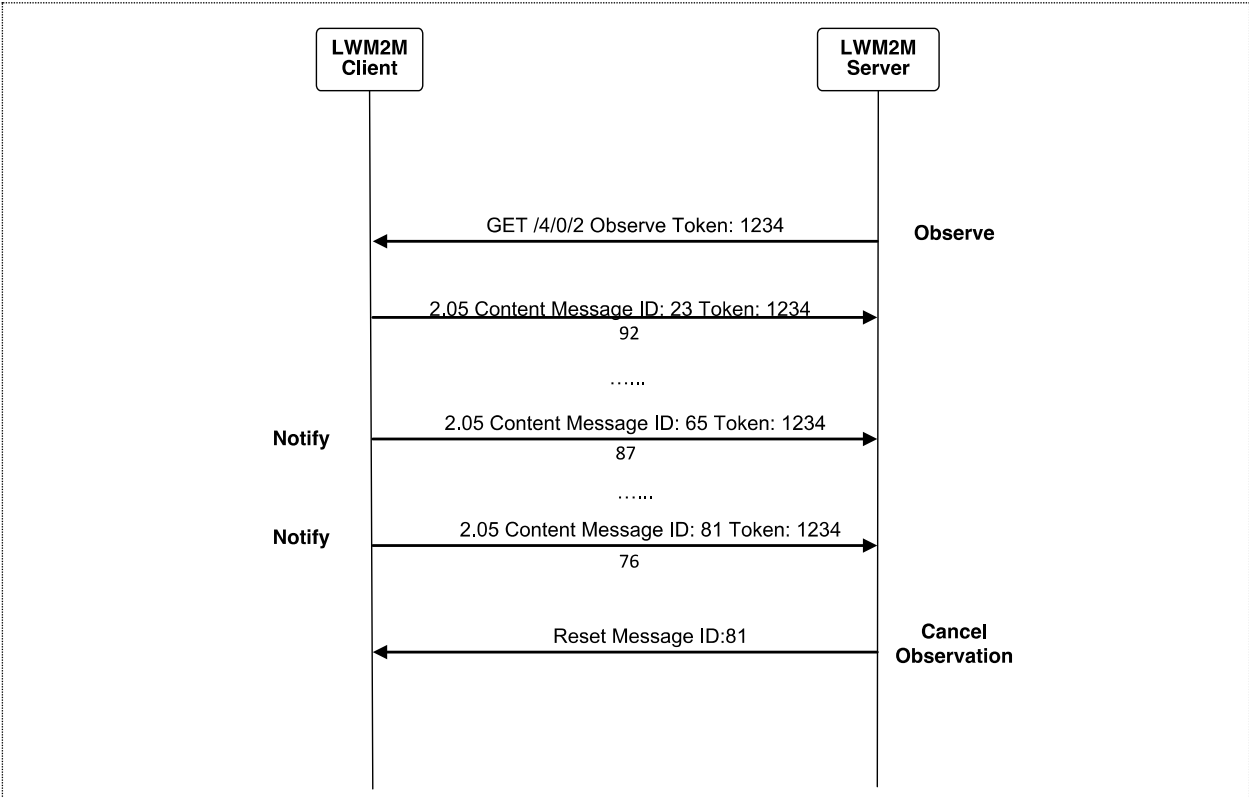 LWM2M
Client
LWM2M
Server
GET /4/0/2 Observe Token: 1234
Observe
2.05 Content Message ID: 23 Token: 1234
92
…...
2.05 Content Message ID: 65 Token: 1234
Notify
87
…...
2.05 Content Message ID: 81 Token: 1234
Notify
76
Reset Message ID:81
Cancel
Observation